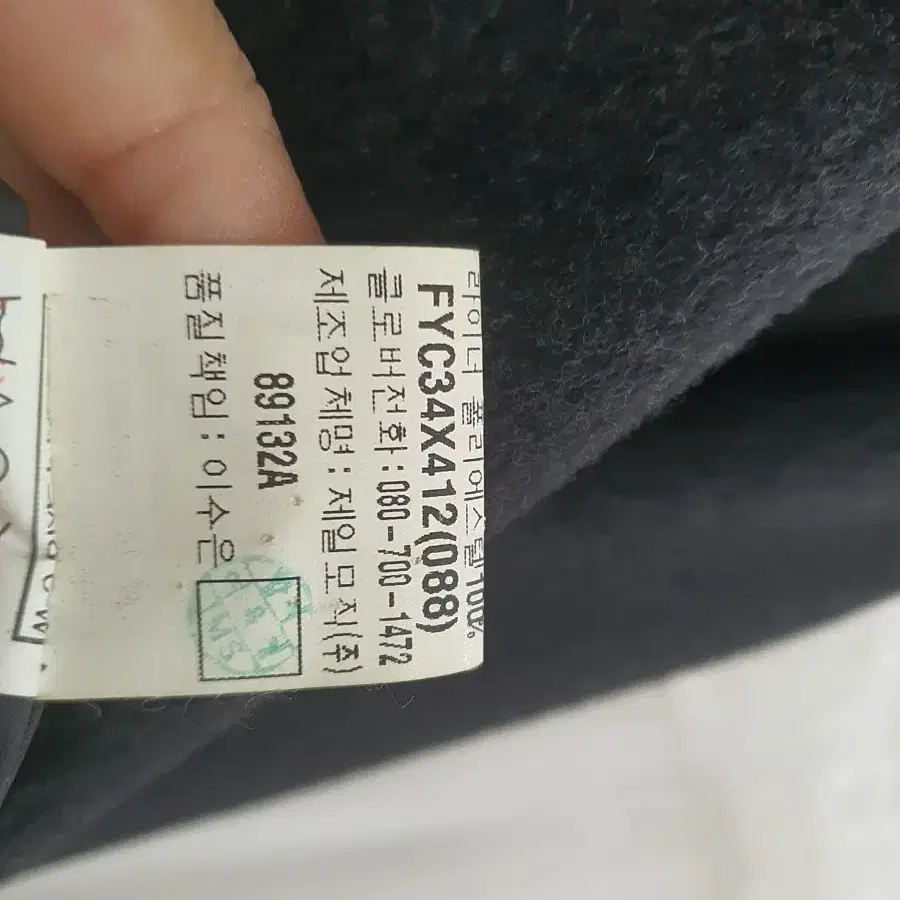 라이너 폴리에스텔100%
FYC34X412(088)
클로버전화:080-700-1472
제조업체명:제일모직(주)
89132A
품질책임:이수은